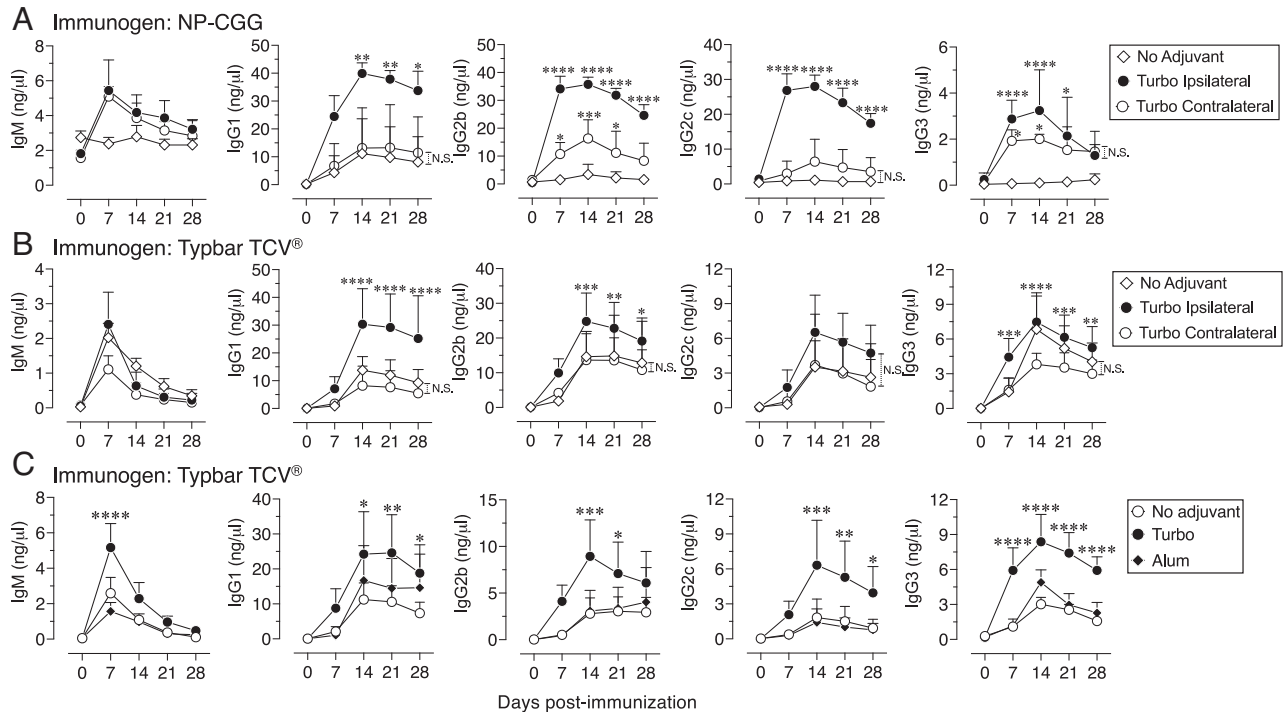 A Immunogen: NP-CGG
IgM (ng/µl)
8
6
4
2
0
0 7 14 21 28
IgG1 (ng/µl)
50
40
30
20
10
0
** ** *
N.S.
0 7 14 21 28
IgG2b (ng/µl)
50
40
30
20
10
0
**** **** **** ****
* *** *
0 7 14 21 28
IgG2c (ng/µl)
50
40
30
20
10
0
**** **** **** ****
N.S.
0 7 14 21 28
IgG3 (ng/µl)
6
5
4
3
2
1
0
**** **** *
* *
N.S.
0 7 14 21 28
No Adjuvant
Turbo Ipsilateral
Turbo Contralateral
B Immunogen: Typbar TCV®
IgM (ng/µl)
4
3
2
1
0
0 7 14 21 28
IgG1 (ng/µl)
50
40
30
20
10
0
**** **** ****
N.S.
0 7 14 21 28
IgG2b (ng/µl)
40
30
20
10
0
*** ** *
N.S.
0 7 14 21 28
IgG2c (ng/µl)
12
9
6
3
0
N.S.
0 7 14 21 28
IgG3 (ng/µl)
12
9
6
3
0
*** **** *** **
N.S.
0 7 14 21 28
No Adjuvant
Turbo Ipsilateral
Turbo Contralateral
C Immunogen: Typbar TCV®
IgM (ng/µl)
8
6
4
2
0
****
0 7 14 21 28
IgG1 (ng/µl)
40
30
20
10
0
* ** *
0 7 14 21 28
IgG2b (ng/µl)
15
10
5
0
*** *
0 7 14 21 28
IgG2c (ng/µl)
12
9
6
3
0
*** ** *
0 7 14 21 28
IgG3 (ng/µl)
12
9
6
3
0
**** **** **** ****
0 7 14 21 28
No adjuvant
Turbo
Alum
Days post-immunization